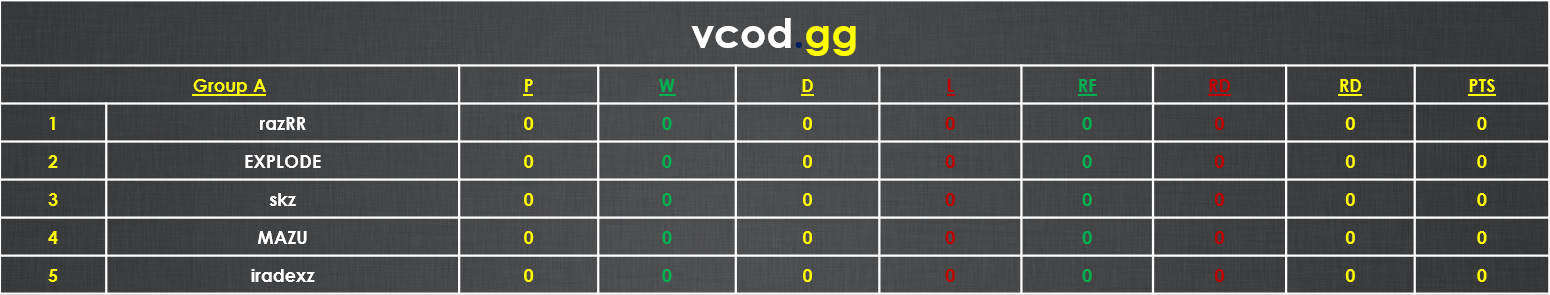 vcod.gg
Group A P W D L RF RD RD PTS
1 razRR 0 0 0 0 0 0 0 0
2 EXPLODE 0 0 0 0 0 0 0 0
3 skz 0 0 0 0 0 0 0 0
4 MAZU 0 0 0 0 0 0 0 0
5 iradexz 0 0 0 0 0 0 0 0